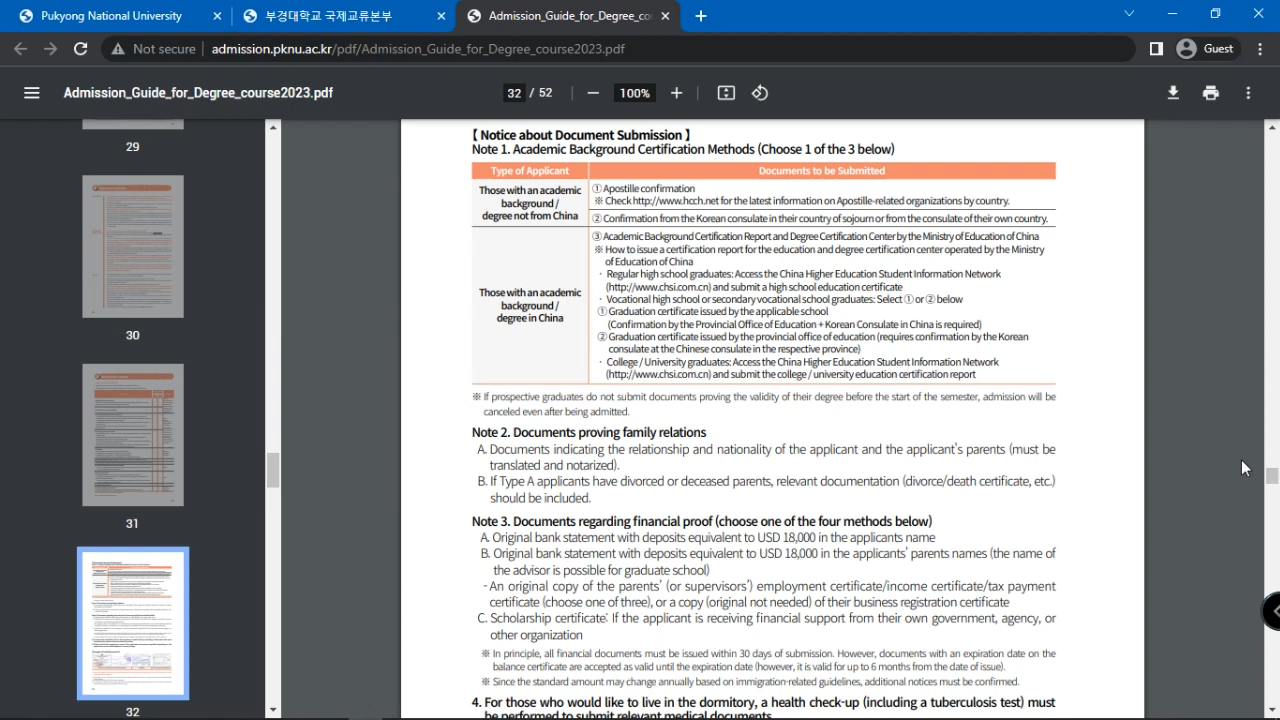 Pukyong National University
부경대학교 국제교류본부
Admission_Guide_for_Degree_co
Not secure
admission.pknu.ac.kr/pdf/Admission_Guide_for_Degree_course2023.pdf
Guest
Admission_Guide_for_Degree_course2023.pdf
32 / 52
100%
29
30
31
32
【 Notice about Document Submission 】
Note 1. Academic Background Certification Methods (Choose 1 of the 3 below)
Type of Applicant
Documents to be Submitted
Those with an academic
background /
degree not from China
① Apostille confirmation
※ Check http://www.hcch.net for the latest information on Apostille-related organizations by country.
② Confirmation from the Korean consulate in their country of sojourn or from the consulate of their own country.
Those with an academic
background /
degree in China
③ Academic Background Certification Report and Degree Certification Center by the Ministry of Education of China
※ How to issue a certification report for the education and degree certification center operated by the Ministry
of Education of China
· Regular high school graduates: Access the China Higher Education Student Information Network
(http://www.chsi.com.cn) and submit a high school education certificate
· Vocational high school or secondary vocational school graduates: Select ① or ② below
① Graduation certificate issued by the applicable school
(Confirmation by the Provincial Office of Education + Korean Consulate in China is required)
② Graduation certificate issued by the provincial office of education (requires confirmation by the Korean
consulate at the Chinese consulate in the respective province)
· College / University graduates: Access the China Higher Education Student Information Network
(http://www.chsi.com.cn) and submit the college / university education certification report
※ If prospective graduates do not submit documents proving the validity of their degree before the start of the semester, admission will be
canceled even after being admitted.
Note 2. Documents proving family relations
A. Documents indicating the relationship and nationality of the applicant and the applicant's parents (must be
translated and notarized).
B. If Type A applicants have divorced or deceased parents, relevant documentation (divorce/death certificate, etc.)
should be included.
Note 3. Documents regarding financial proof (choose one of the four methods below)
A. Original bank statement with deposits equivalent to USD 18,000 in the applicants name
B. Original bank statement with deposits equivalent to USD 18,000 in the applicants' parents names (the name of
the adviser is possible for graduate school)
- An original copy of the parents' (or supervisors') employment certificate/income certificate/tax payment
certificate (choose one of three), or a copy (original not needed) of their business registration certificate
C. Scholarship certificate if the applicant is receiving financial support from their own government, agency, or
other organization
※ In principle, all financial documents must be issued within 30 days of submission. However, documents with an expiration date on the
balance certificate are accepted as valid until the expiration date (however, it is valid for up to 6 months from the date of issue).
※ Since the standard amount may change annually based on immigration-related guidelines, additional notices must be confirmed.
4. For those who would like to live in the dormitory, a health check-up (including a tuberculosis test) must
be performed to submit relevant medical documents.